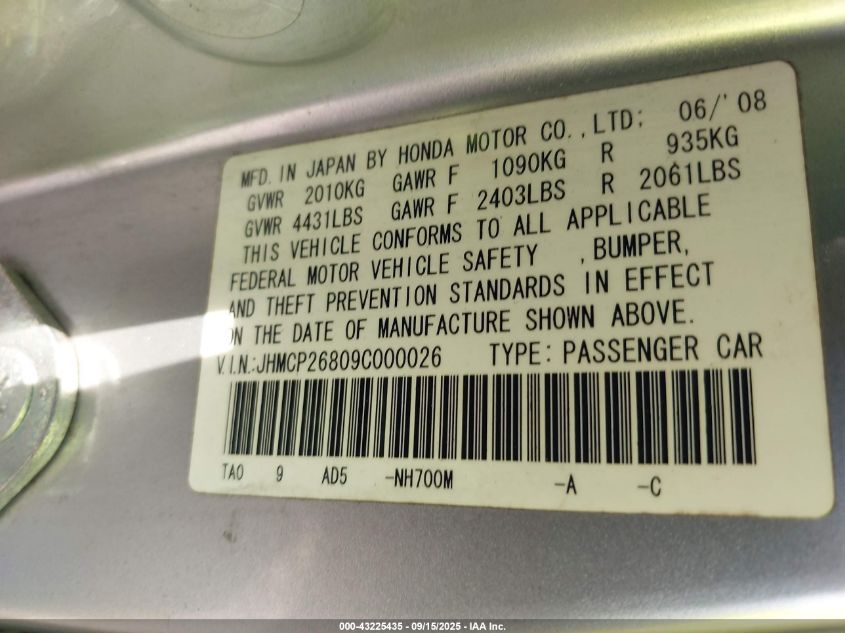 MFD. IN JAPAN BY HONDA MOTOR CO., LTD: 06/'08
GVWR 2010KG GAWR F 1090KG R 935KG
GVWR 4431LBS GAWR F 2403LBS R 2061LBS
THIS VEHICLE CONFORMS TO ALL APPLICABLE
FEDERAL MOTOR VEHICLE SAFETY , BUMPER,
AND THEFT PREVENTION STANDARDS IN EFFECT
ON THE DATE OF MANUFACTURE SHOWN ABOVE.
V.I.N.:JHMCP26809C000026 TYPE: PASSENGER CAR
TA0 9 AD5 -NH700M -A -C
000-43225435 - 09/15/2025 - IAA Inc.